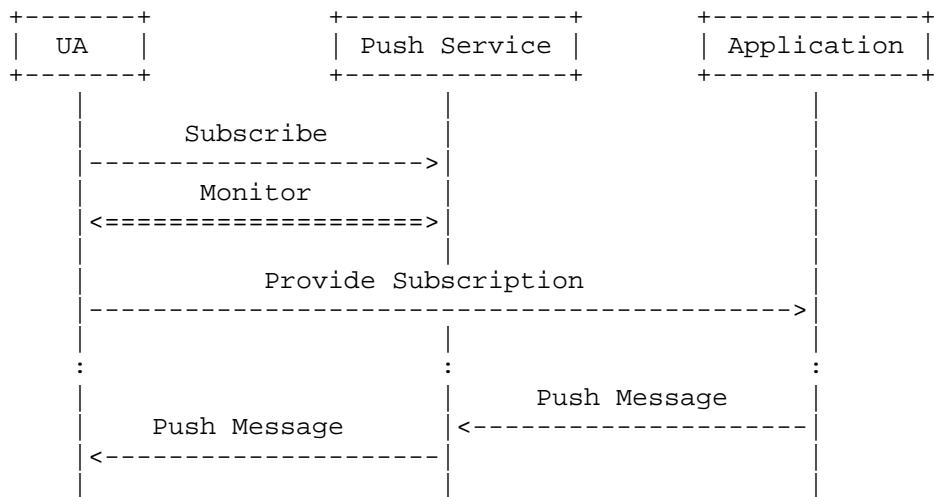 UA Push Service Application
Subscribe
Monitor
Provide Subscription
Push Message
Push Message